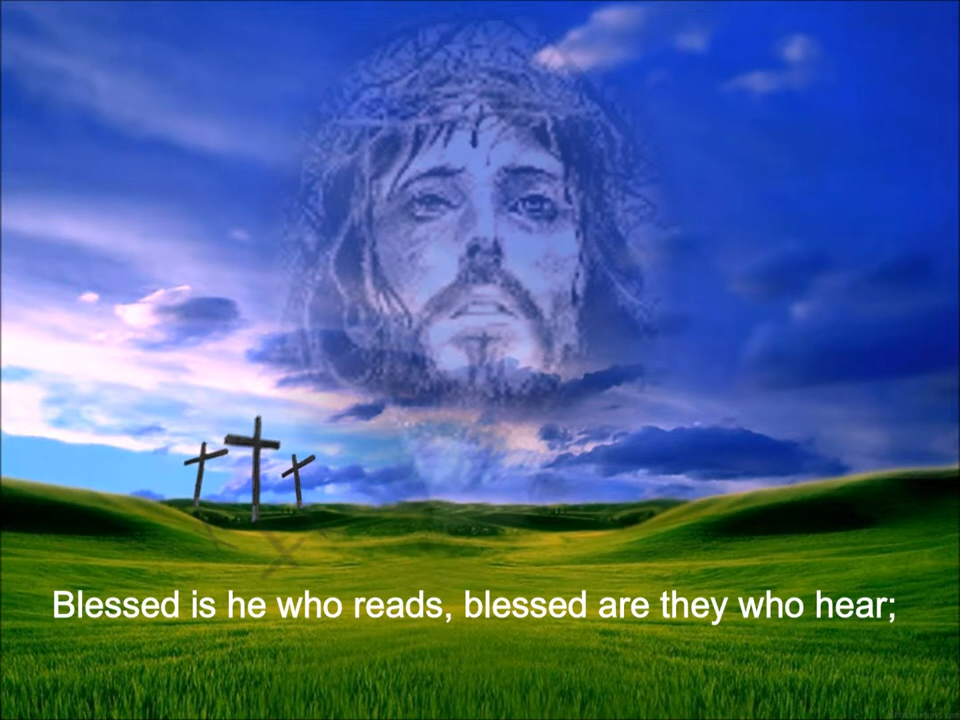 Blessed is he who reads, blessed are they who hear;